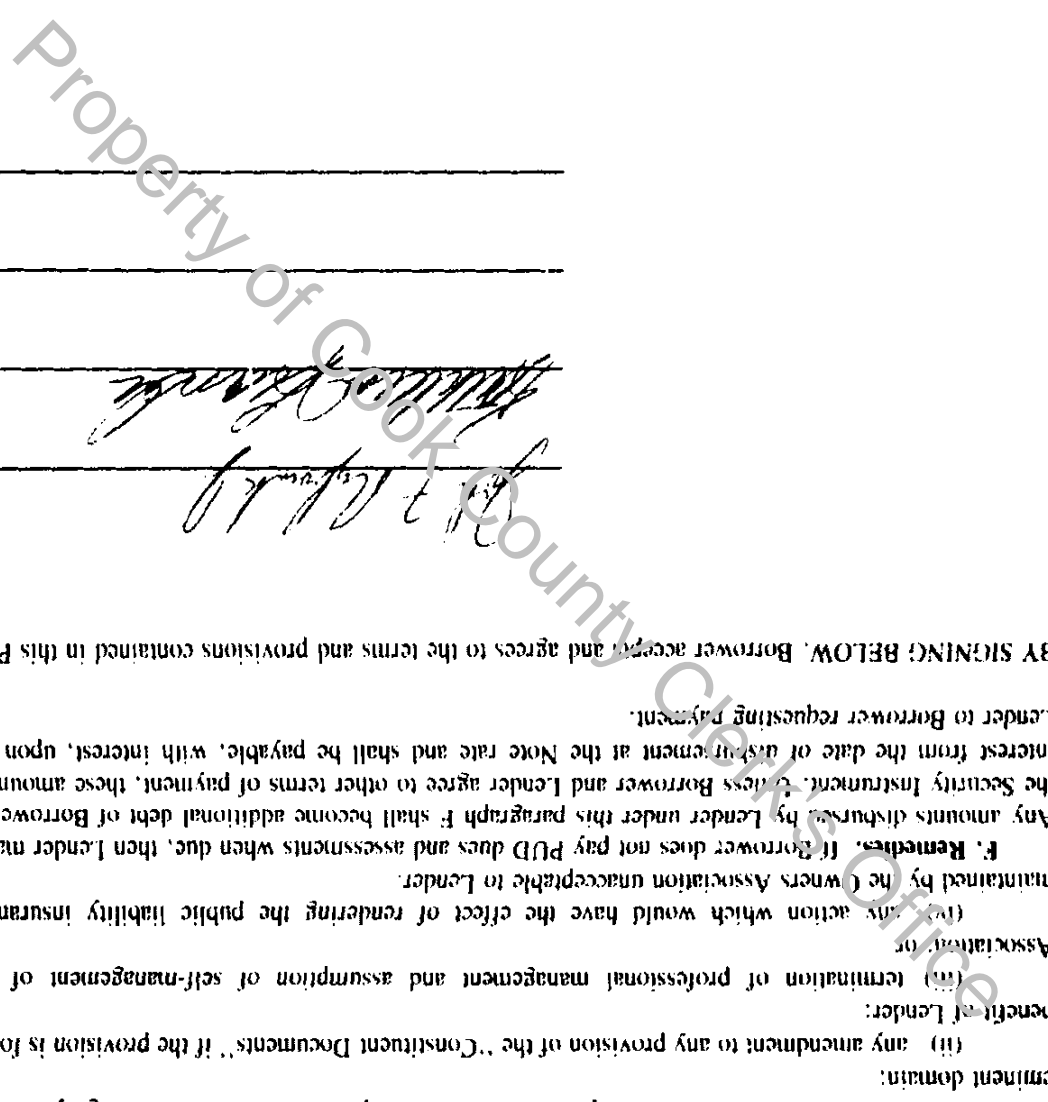 eminent domain;
(ii) any amendment to any provision of the "Constituent Documents" if the provision is fo
benefit of Lender;
(iii) termination of professional management and assumption of self-management of
Association; or
(iv) any action which would have the effect of rendering the public liability insuran
maintained by the Owners Association unacceptable to Lender.
F. Remedies. If Borrower does not pay PUD dues and assessments when due, then Lender ma
Any amounts disbursed by Lender under this paragraph F shall become additional debt of Borrowe
he Security Instrument. Unless Borrower and Lender agree to other terms of payment, these amoun
nterest from the date of disbursement at the Note rate and shall be payable, with interest, upon
Lender to Borrower requesting payment.
BY SIGNING BELOW, Borrower accepts and agrees to the terms and provisions contained in this P
Property of Cook County Clerk's Office